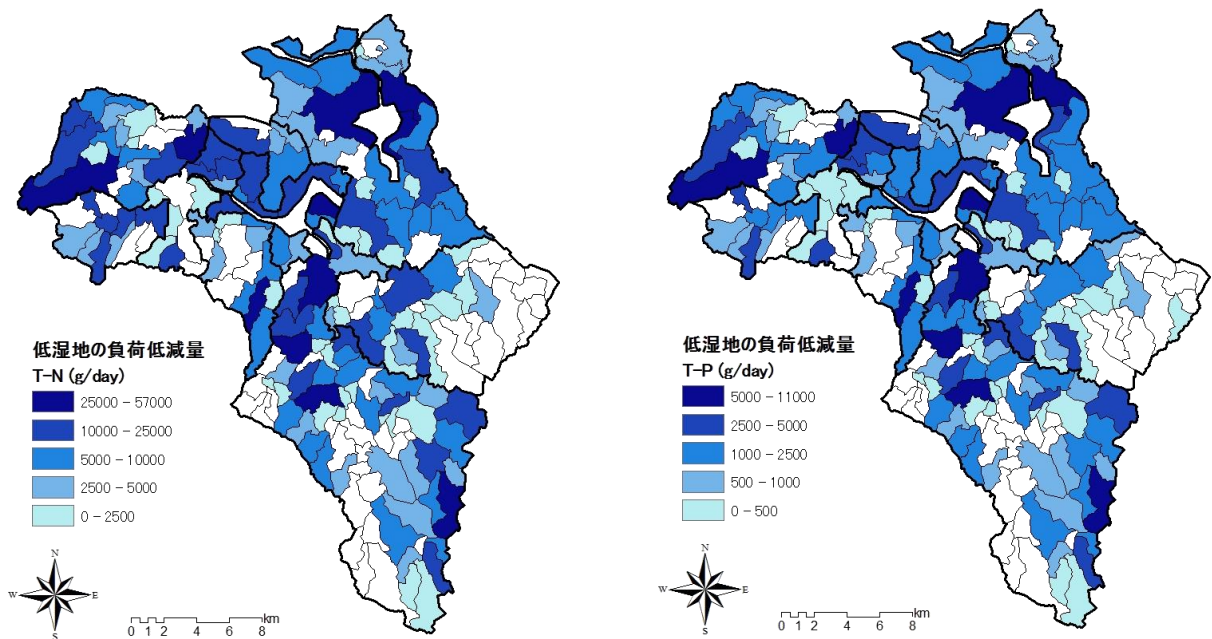 低湿地の負荷低減量
T-N (g/day)
25000 - 57000
10000 - 25000
5000 - 10000
2500 - 5000
0 - 2500
N
W
E
S
km
0 1 2 4 6 8
低湿地の負荷低減量
T-P (g/day)
5000 - 11000
2500 - 5000
1000 - 2500
500 - 1000
0 - 500
N
W
E
S
km
0 1 2 4 6 8